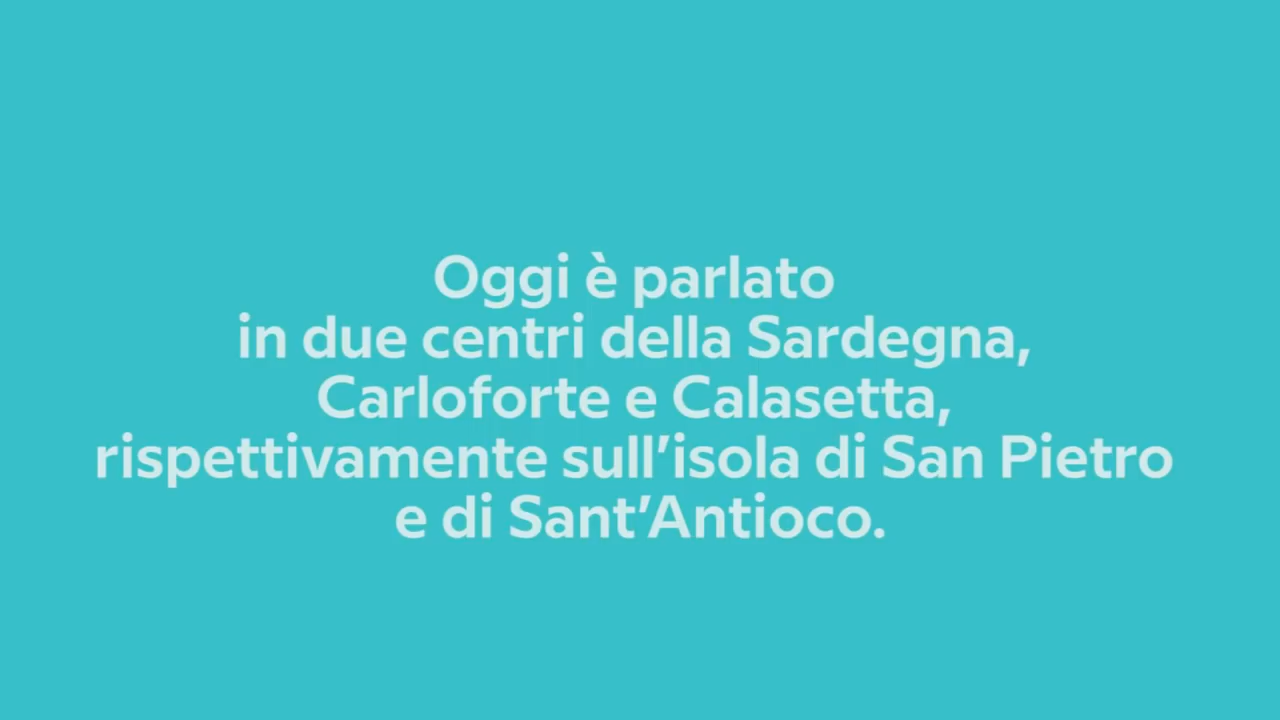 Oggi è parlato
in due centri della Sardegna,
Carloforte e Calasetta,
rispettivamente sull’isola di San Pietro
e di Sant’Antioco.